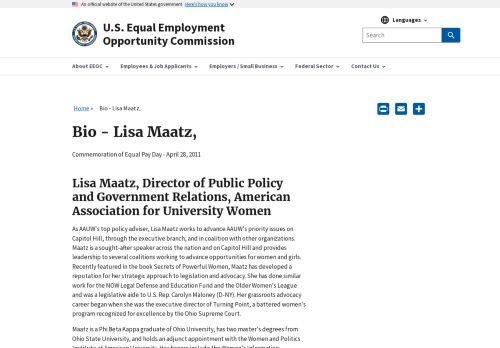 An official website of the United States government Here's how you know
Languages
U.S. Equal Employment
Opportunity Commission
Search
About EEOC
Employees & Job Applicants
Employers / Small Business
Federal Sector
Contact Us
Home » Bio - Lisa Maatz,
Bio - Lisa Maatz,
Commemoration of Equal Pay Day - April 28, 2011
Lisa Maatz, Director of Public Policy
and Government Relations, American
Association for University Women
As AAUW's top policy adviser, Lisa Maatz works to advance AAUW's priority issues on
Capitol Hill, through the executive branch, and in coalition with other organizations.
Maatz is a sought-after speaker across the nation and on Capitol Hill and provides
leadership to several coalitions working to advance opportunities for women and girls.
Recently featured in the book Secrets of Powerful Women, Maatz has developed a
reputation for her strategic approach to legislation and advocacy. She has done similar
work for the NOW Legal Defense and Education Fund and the Older Women's League
and was a legislative aide to U.S. Rep. Carolyn Maloney (D-NY). Her grassroots advocacy
career began when she was the executive director of Turning Point, a battered women's
program recognized for excellence by the Ohio Supreme Court.
Maatz is a Phi Beta Kappa graduate of Ohio University, has two master's degrees from
Ohio State University, and holds an adjunct appointment with the Women and Politics